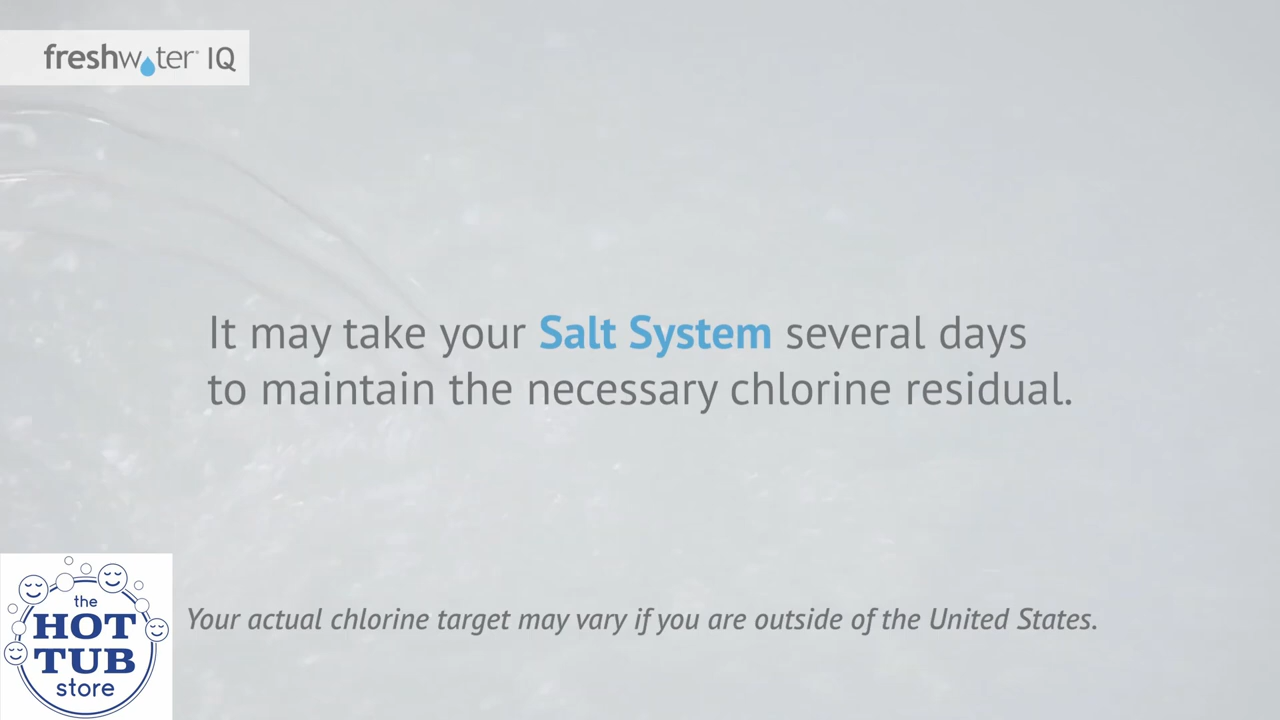 freshwater® IQ
It may take your Salt System several days
to maintain the necessary chlorine residual.
Your actual chlorine target may vary if you are outside of the United States.
the
HOT
TUB
store